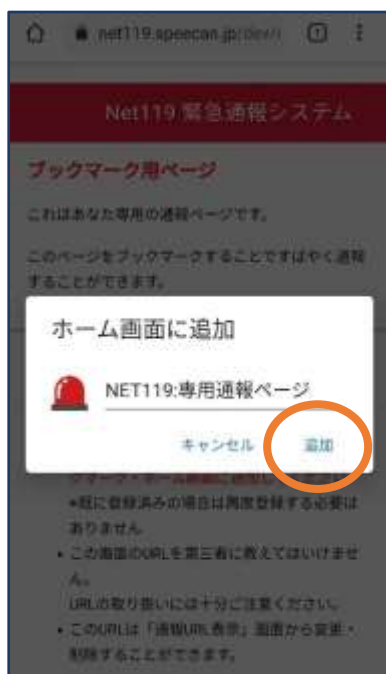 net119.speecan.jp/dev/
Net119 緊急通報システム
ブックマーク用ページ
これはあなた専用の通報ページです。
このページをブックマークすることですばやく通報
することができます。
ホーム画面に追加
NET119:専用通報ページ
キャンセル
追加
*既に登録済みの場合は再度登録する必要は
ありません
• この画面のURLを第三者に教えてはいけませ
ん。
URLの取り扱いには十分ご注意ください。
• このURLは「通報URL表示」画面から変更・
削除することができます。